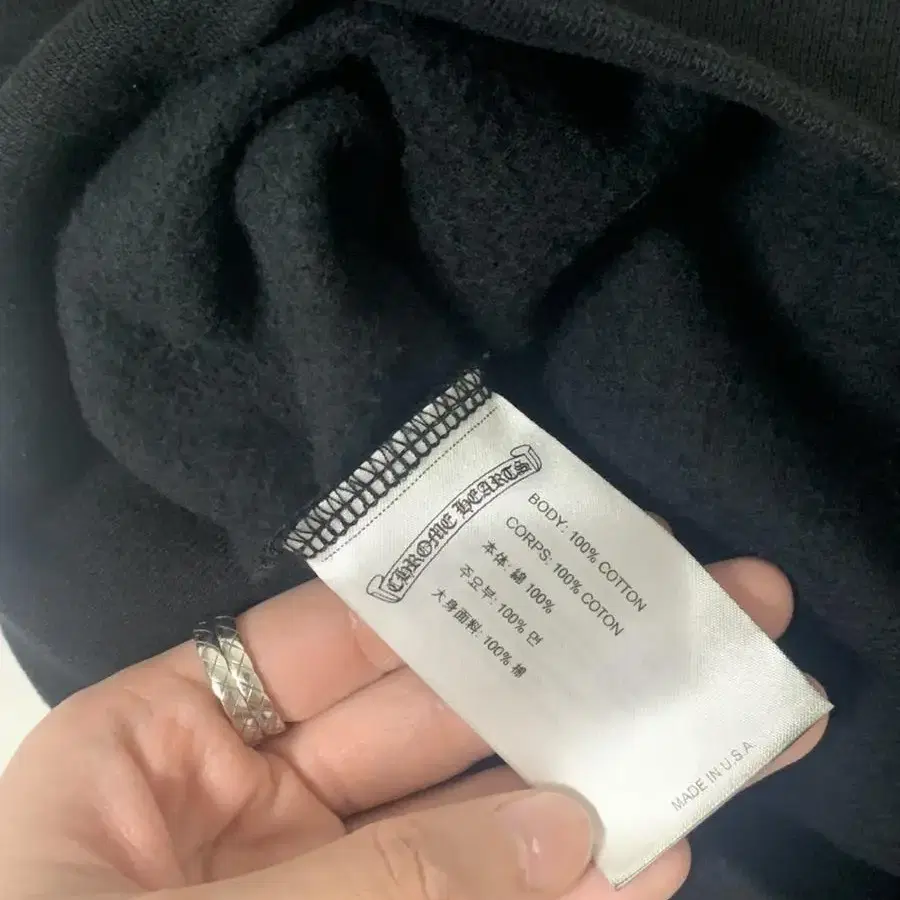 CHROME HEARTS
BODY: 100% COTTON
CORPS: 100% COTON
本体: 綿 100%
주요부: 100% 면
大身面料: 100% 棉
MADE IN U.S.A